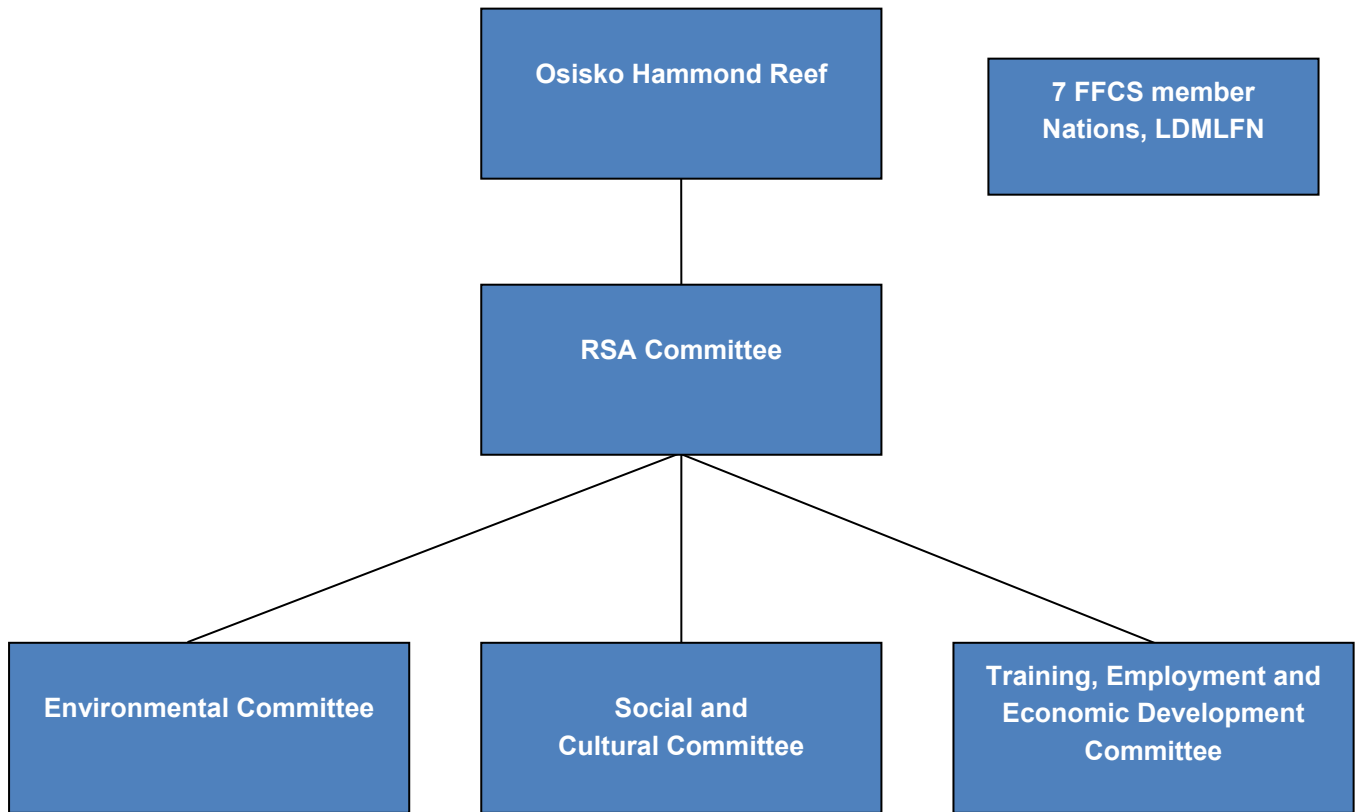 Osisko Hammond Reef
7 FFCS member
Nations, LDMLFN
RSA Committee
Environmental Committee
Social and
Cultural Committee
Training, Employment and
Economic Development
Committee